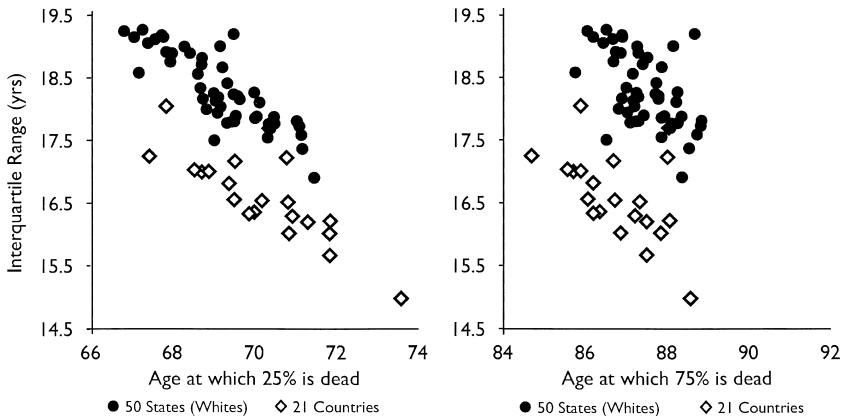 19.5
18.5
17.5
16.5
15.5
14.5
Interquartile Range (yrs)
66 68 70 72 74
Age at which 25% is dead
● 50 States (Whites) ◇ 21 Countries
19.5
18.5
17.5
16.5
15.5
14.5
84 86 88 90 92
Age at which 75% is dead
● 50 States (Whites) ◇ 21 Countries